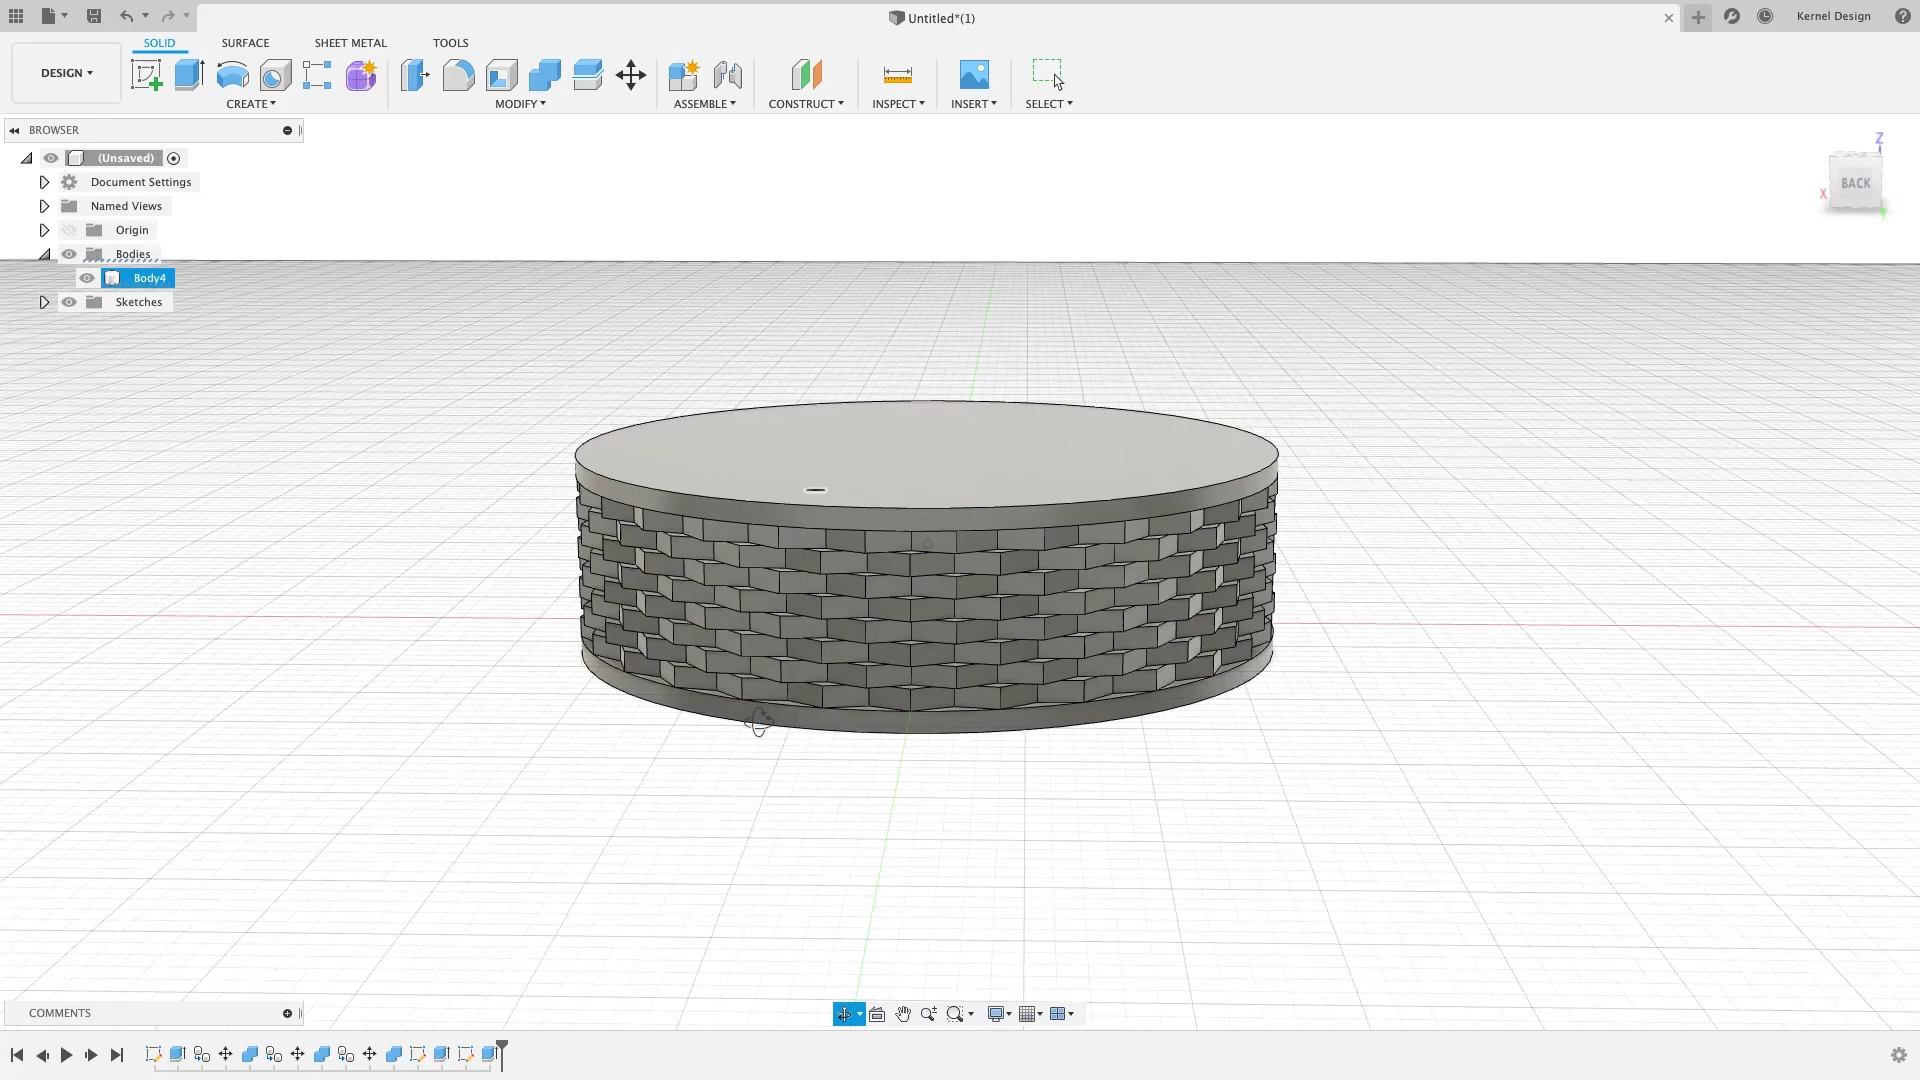 Untitled*(1)
Kernel Design
SOLID
SURFACE
SHEET METAL
TOOLS
DESIGN
CREATE
MODIFY
ASSEMBLE
CONSTRUCT
INSPECT
INSERT
SELECT
BROWSER
(Unsaved)
Document Settings
Named Views
Origin
Bodies
Body4
Sketches
Z
X
BACK
COMMENTS